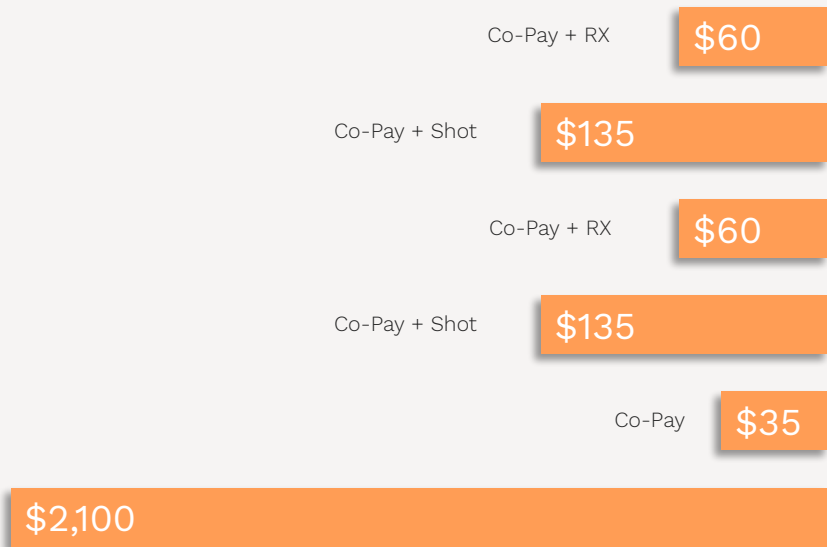 Co-Pay + RX $60
Co-Pay + Shot $135
Co-Pay + RX $60
Co-Pay + Shot $135
Co-Pay $35
$2,100